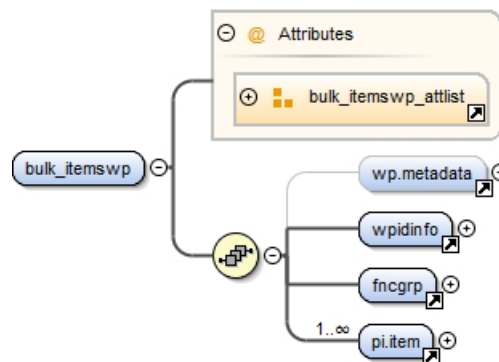 @ Attributes
bulk_itemswp_attlist
bulk_itemswp
wp.metadata
wpidinfo
fncgrp
1..∞
pi.item